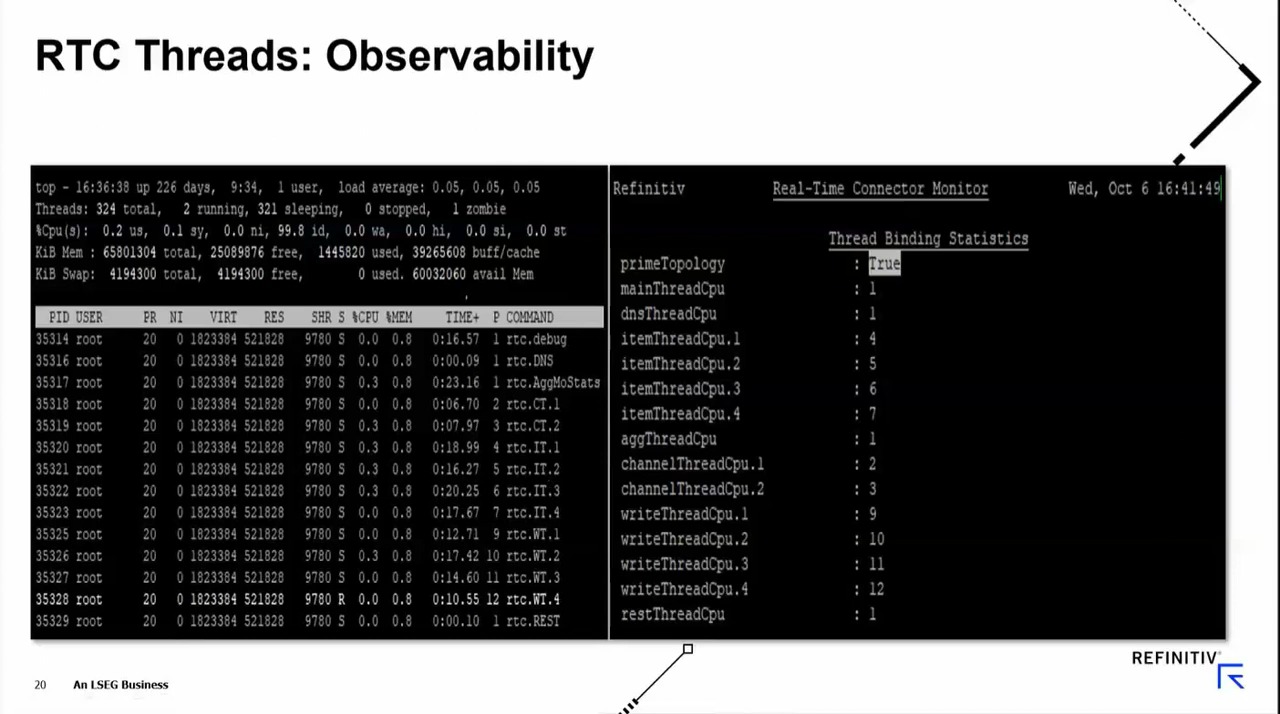 RTC Threads: Observability
top - 16:36:38 up 226 days,  9:34,  1 user,  load average: 0.05, 0.05, 0.05
Threads: 324 total,   2 running, 321 sleeping,   0 stopped,   1 zombie
%Cpu(s):  0.2 us,  0.1 sy,  0.0 ni, 99.8 id,  0.0 wa,  0.0 hi,  0.0 si,  0.0 st
KiB Mem : 65801304 total, 25089876 free,  1445820 used, 39265608 buff/cache
KiB Swap:  4194300 total,  4194300 free,        0 used. 60032060 avail Mem
PID USER PR NI VIRT RES SHR S %CPU %MEM TIME+ P COMMAND
35314 root 20 0 1823384 521828 9780 S 0.0 0.8 0:16.57 1 rtc.debug
35316 root 20 0 1823384 521828 9780 S 0.0 0.8 0:00.09 1 rtc.DNS
35317 root 20 0 1823384 521828 9780 S 0.3 0.8 0:23.16 1 rtc.AggMoStats
35318 root 20 0 1823384 521828 9780 S 0.0 0.8 0:06.70 2 rtc.CT.1
35319 root 20 0 1823384 521828 9780 S 0.3 0.8 0:07.97 3 rtc.CT.2
35320 root 20 0 1823384 521828 9780 S 0.3 0.8 0:18.99 4 rtc.IT.1
35321 root 20 0 1823384 521828 9780 S 0.3 0.8 0:16.27 5 rtc.IT.2
35322 root 20 0 1823384 521828 9780 S 0.3 0.8 0:20.25 6 rtc.IT.3
35323 root 20 0 1823384 521828 9780 S 0.0 0.8 0:17.67 7 rtc.IT.4
35325 root 20 0 1823384 521828 9780 S 0.0 0.8 0:12.71 9 rtc.WT.1
35326 root 20 0 1823384 521828 9780 S 0.3 0.8 0:17.42 10 rtc.WT.2
35327 root 20 0 1823384 521828 9780 S 0.0 0.8 0:14.60 11 rtc.WT.3
35328 root 20 0 1823384 521828 9780 R 0.0 0.8 0:10.55 12 rtc.WT.4
35329 root 20 0 1823384 521828 9780 S 0.0 0.8 0:00.10 1 rtc.REST
Refinitiv Real-Time Connector Monitor Wed, Oct 6 16:41:49
Thread Binding Statistics
primeTopology : True
mainThreadCpu : 1
dnsThreadCpu : 1
itemThreadCpu.1 : 4
itemThreadCpu.2 : 5
itemThreadCpu.3 : 6
itemThreadCpu.4 : 7
aggThreadCpu : 1
channelThreadCpu.1 : 2
channelThreadCpu.2 : 3
writeThreadCpu.1 : 9
writeThreadCpu.2 : 10
writeThreadCpu.3 : 11
writeThreadCpu.4 : 12
restThreadCpu : 1
REFINITIV
20 An LSEG Business